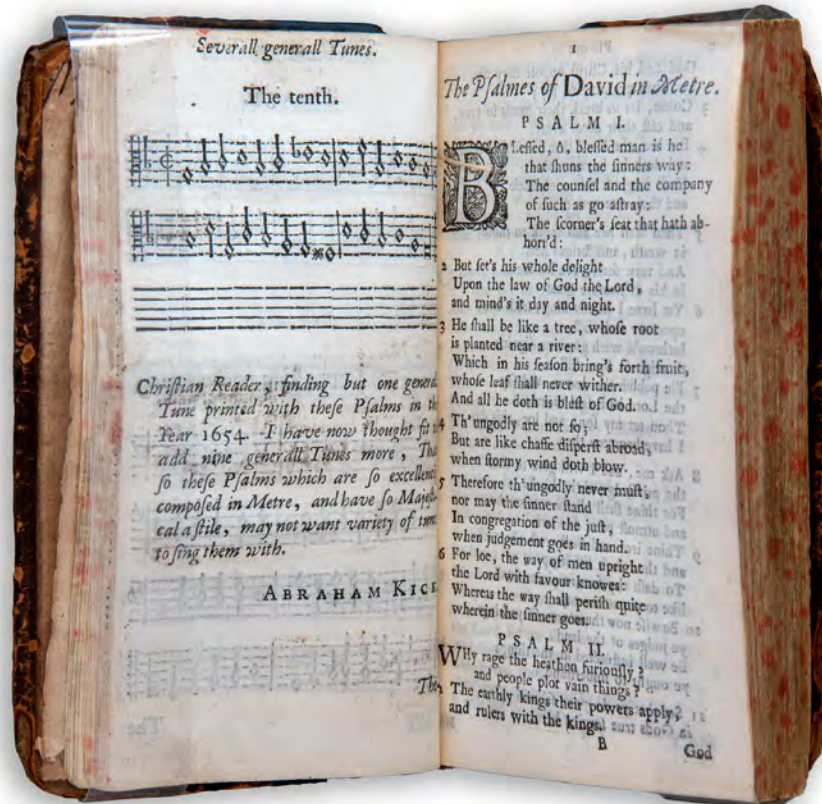 Severall generall Tunes.
The tenth.
Chriſtian Reader, finding but one
Tune printed with theſe Pſalms in
Year 1654. I have now thought fit
add nine generall Tunes more,
ſo theſe Pſalms which are ſo
compoſed in Metre, and have ſo
cal a ſtile, may not want variety of
to ſing them with.
ABRAHAM
The
1
The Pſalmes of David in Metre.
PSALM I.
BLeſſed, ô, bleſſed man is he
that ſhuns the ſinners way:
The counſel and the company
of ſuch as go aſtray:
The ſcorner's ſeat that hath ab-
horr'd:
2 But ſet's his whole delight
Upon the law of God the Lord,
and mind's it day and night.
3 He ſhall be like a tree, whoſe root
is planted near a river:
Which in his ſeaſon bring's forth fruit,
whoſe leaf ſhall never wither.
And all he doth is bleſt of God.
4 Th'ungodly are not ſo;
But are like chaffe diſperſt abroad,
when ſtormy wind doth blow.
5 Therefore th'ungodly never muſt,
nor may the ſinner ſtand
In congregation of the juſt,
when judgement goes in hand.
6 For loe, the way of men upright
the Lord with favour knowes:
Whereas the way ſhall periſh quite
wherein the ſinner goes.
PSALM II.
WHy rage the heathen furiouſly?
and people plot vain things?
2 The earthly kings their powers apply,
and rulers with the kings,
B
God